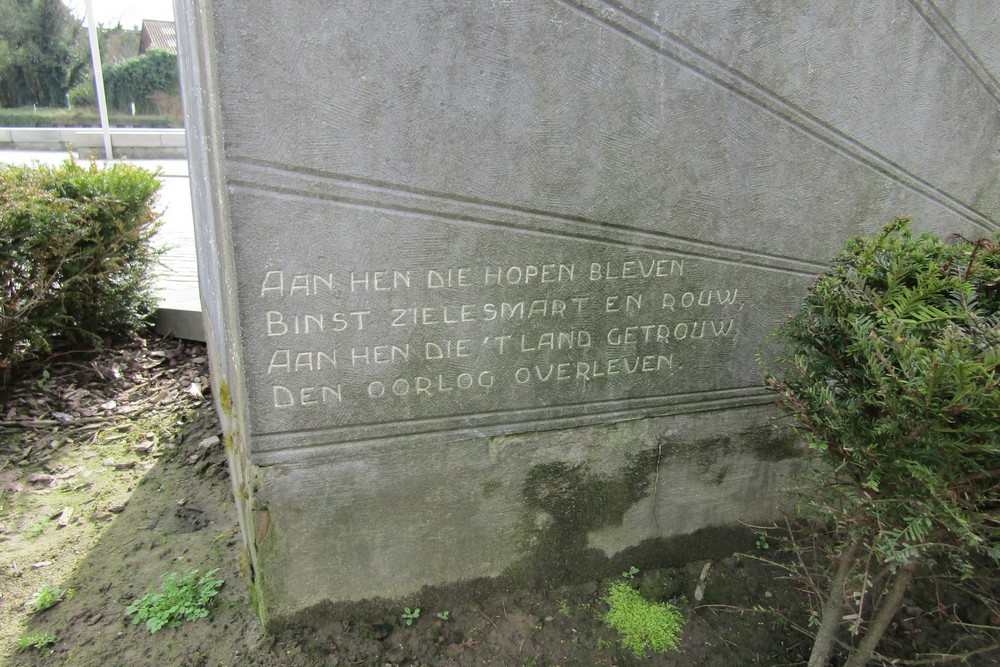 Aan hen die hopen bleven
Binst zielesmart en rouw,
Aan hen die 't land getrouw,
Den oorlog overleven.